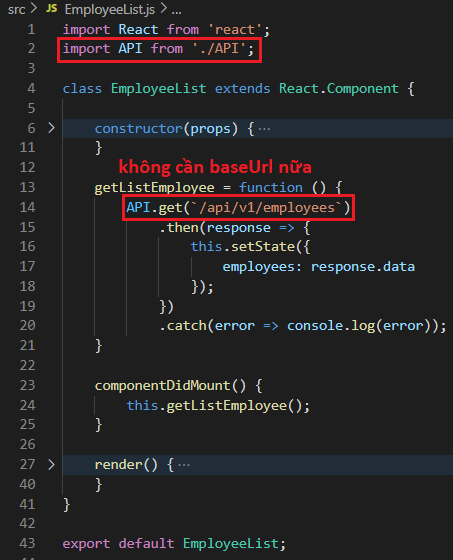 src > JS EmployeeList.js > ...
1 import React from 'react';
2 import API from './API';
3
4 class EmployeeList extends React.Component {
5
6 > constructor(props) { ...
11 }
12
không cần baseUrl nữa
13 getListEmployee = function () {
14 API.get(`/api/v1/employees`)
15 .then(response => {
16 this.setState({
17 employees: response.data
18 });
19 })
20 .catch(error => console.log(error));
21 }
22
23 componentDidMount() {
24 this.getListEmployee();
25 }
26
27 > render() { ...
40 }
41 }
42
43 export default EmployeeList;